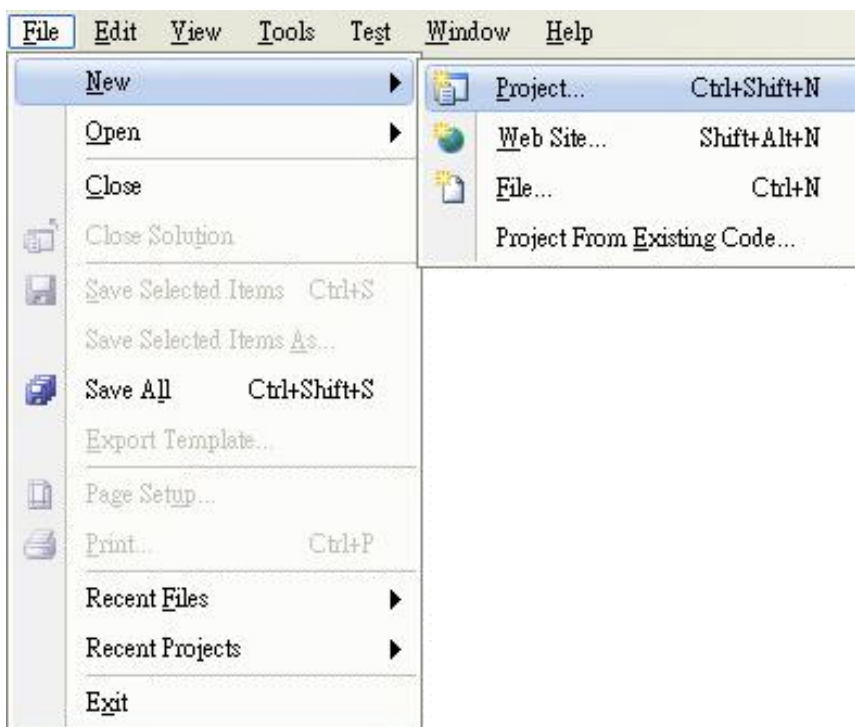 File Edit View Tools Test Window Help
New
Open
Close
Close Solution
Save Selected Items Ctrl+S
Save Selected Items As...
Save All Ctrl+Shift+S
Export Template...
Page Setup...
Print... Ctrl+P
Recent Files
Recent Projects
Exit
Project... Ctrl+Shift+N
Web Site... Shift+Alt+N
File... Ctrl+N
Project From Existing Code...